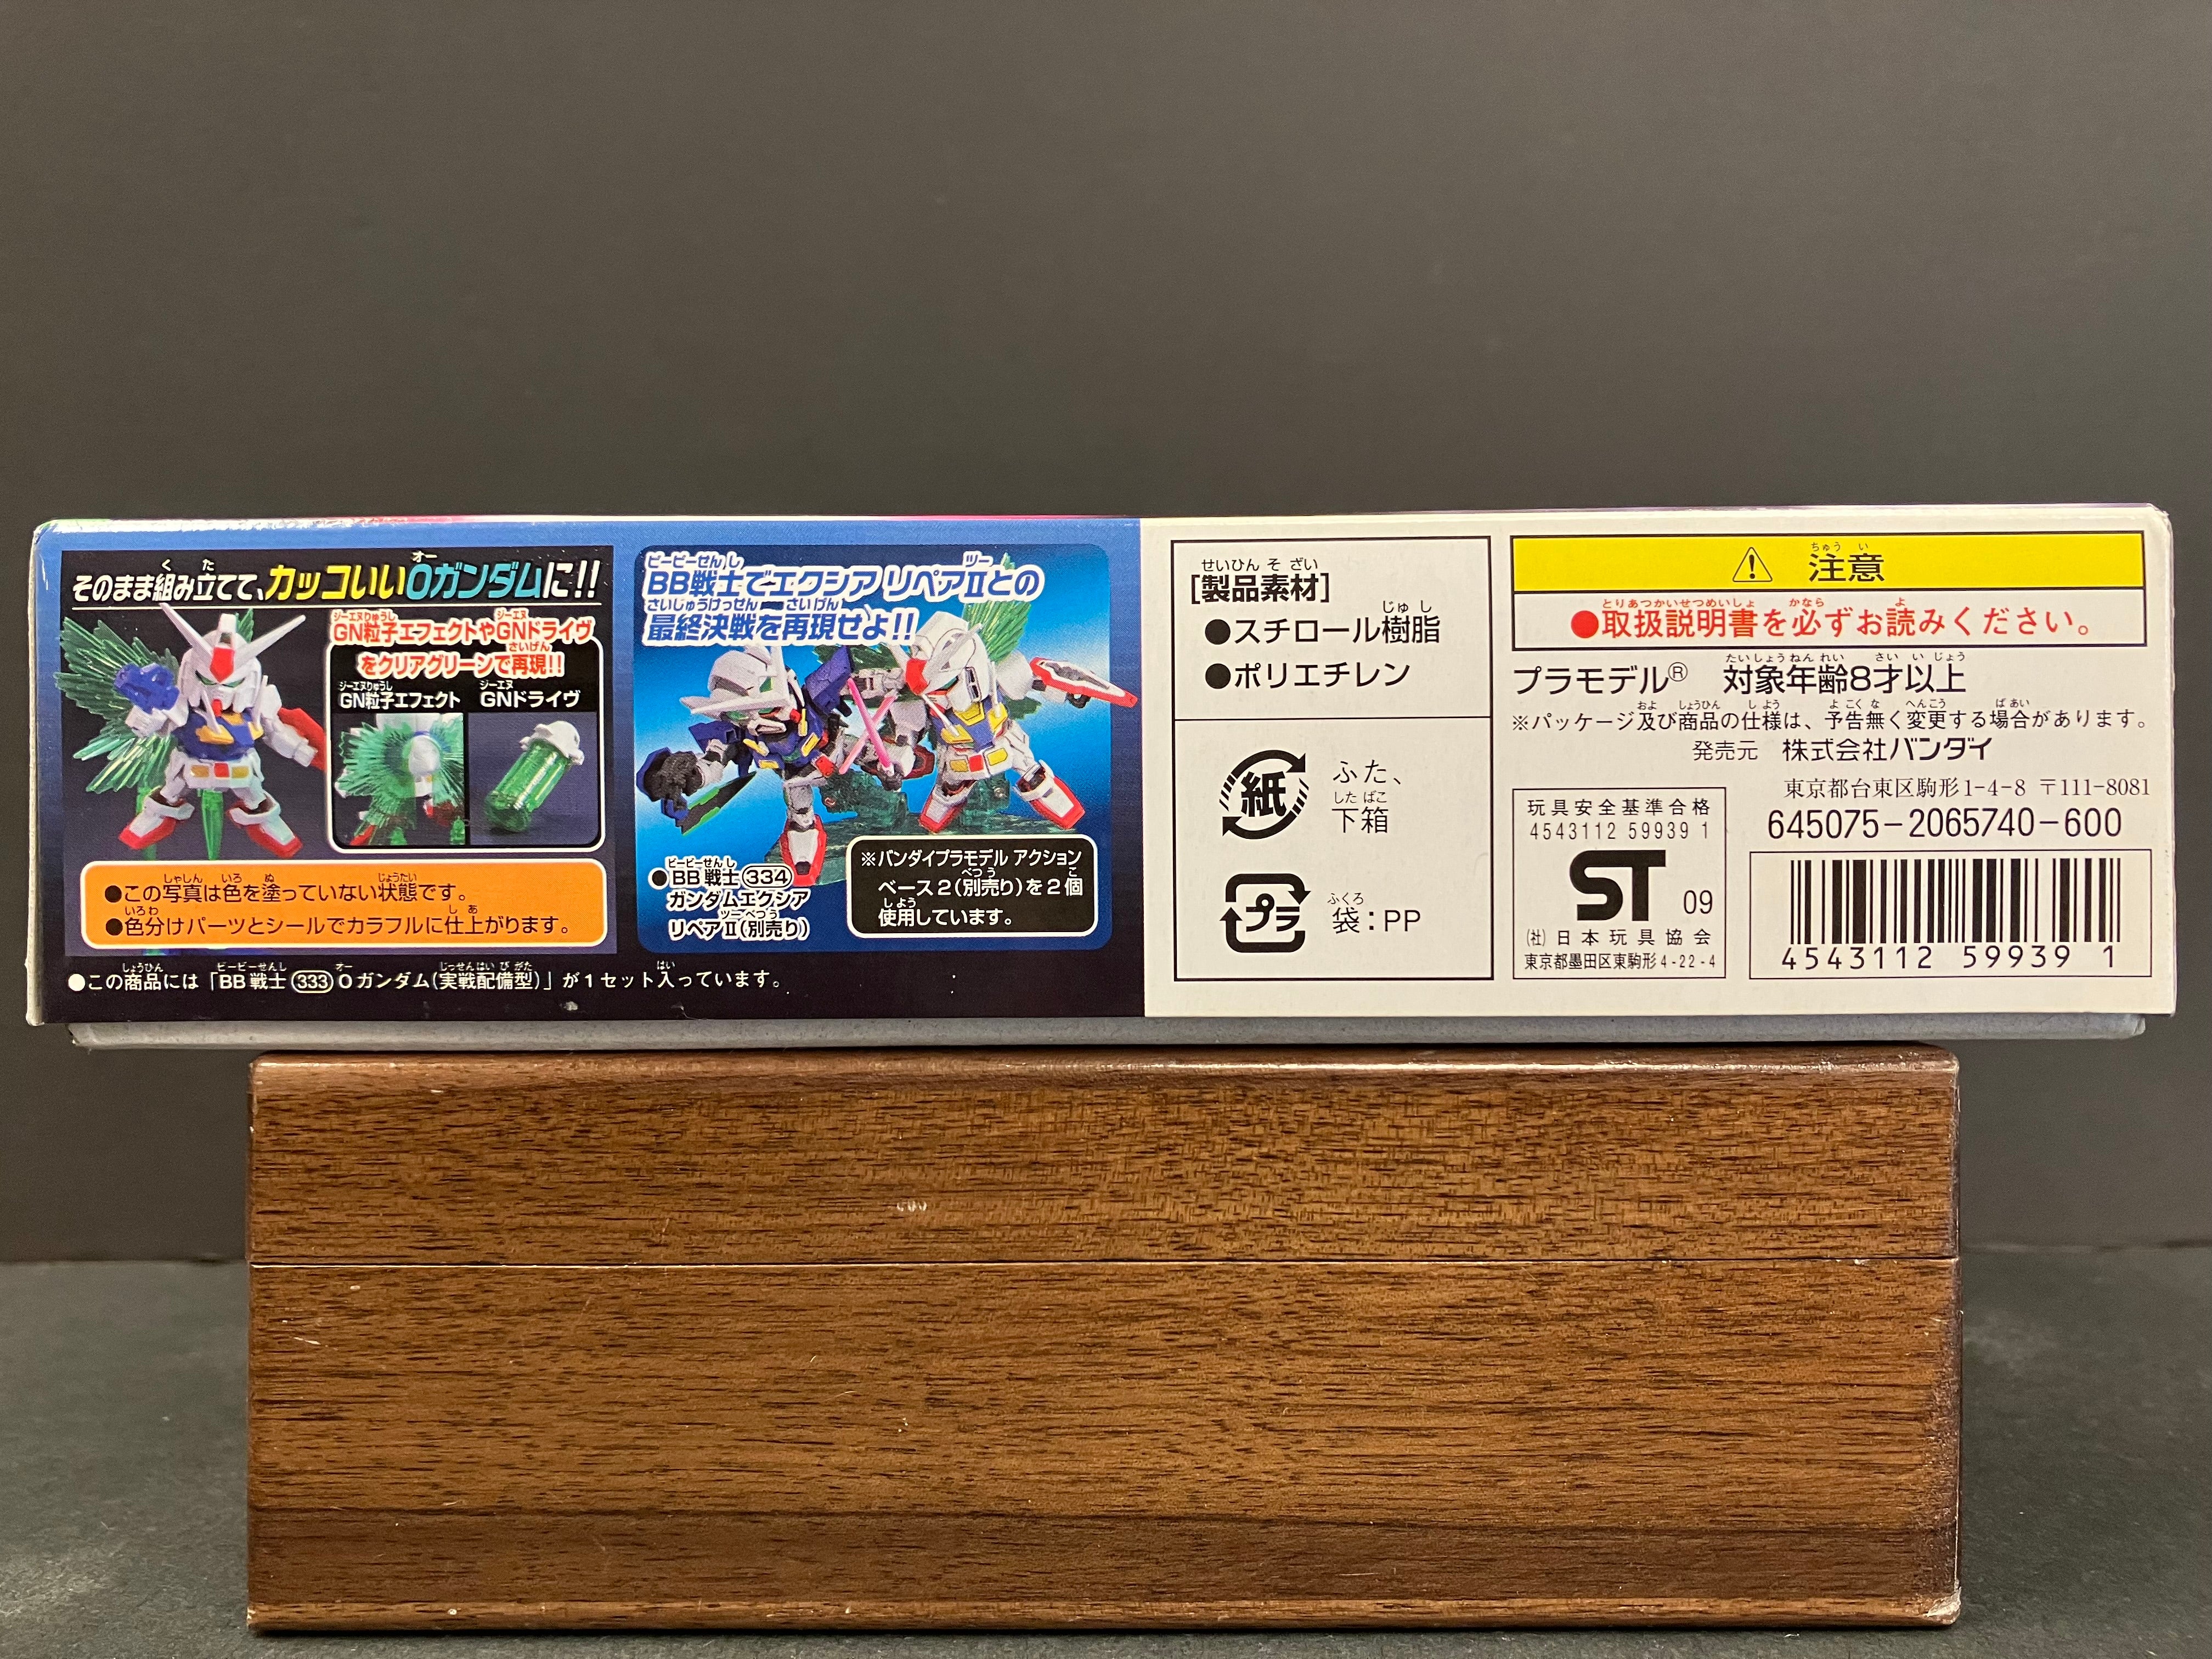 そのまま組み立てて、カッコいいOガンダムに!!
GN粒子エフェクトやGNドライヴ
をクリアグリーンで再現!!
GN粒子エフェクト
GNドライヴ
●この写真は色を塗っていない状態です。
●色分けパーツとシールでカラフルに仕上がります。
BB戦士でエクシア リペアⅡとの
最終決戦を再現せよ!!
●BB戦士334
ガンダムエクシア
リペアⅡ(別売り)
※バンダイプラモデル アクション
ベース2(別売り)を2個
使用しています。
●この商品には「BB戦士333 Oガンダム(実戦配備型)」が1セット入っています。
[製品素材]
●スチロール樹脂
●ポリエチレン
紙
ふた、
下箱
プラ
袋:PP
注意
●取扱説明書を必ずお読みください。
プラモデル® 対象年齢8才以上
※パッケージ及び商品の仕様は、予告無く変更する場合があります。
発売元 株式会社バンダイ
東京都台東区駒形1-4-8 〒111-8081
645075-2065740-600
玩具安全基準合格
4543112 59939 1
ST 09
(社)日本玩具協会
東京都墨田区東駒形4-22-4
4543112 59939 1